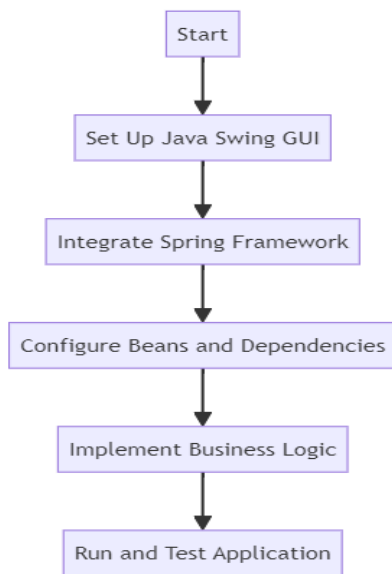 Start
Set Up Java Swing GUI
Integrate Spring Framework
Configure Beans and Dependencies
Implement Business Logic
Run and Test Application